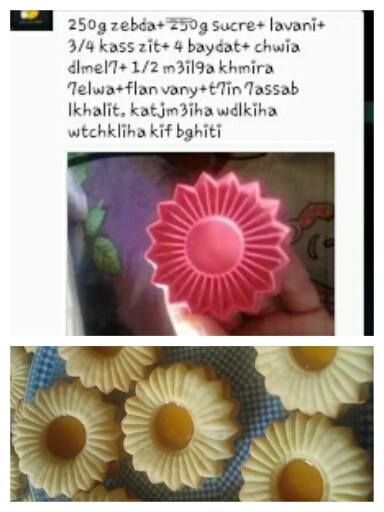 250g zebda+ 250g sucre+ lavani+
3/4 kass zit+ 4 baydat+ chwia
dlmel7+ 1/2 m3il9a khmira
7elwa+flan vany+t7in 7assab
lkhalit, katjm3iha wdlkiha
wtchkliha kif bghiti